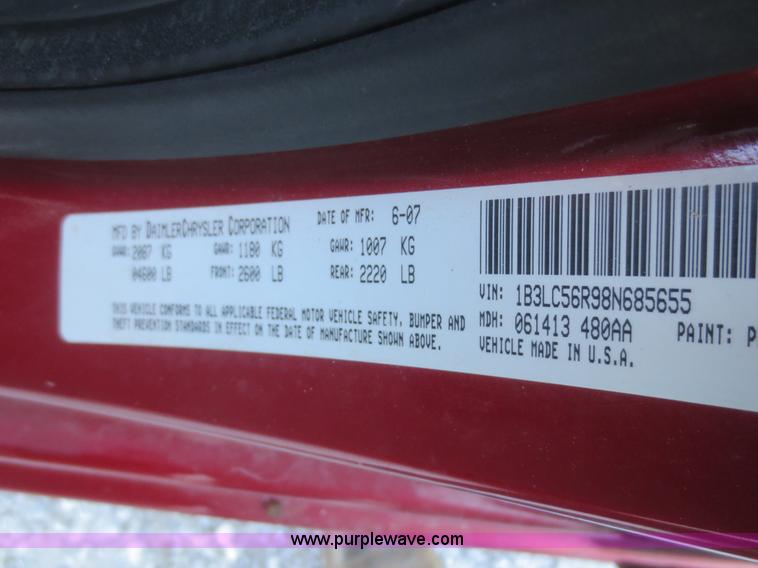 MFD BY DAIMLERCHRYSLER CORPORATION DATE OF MFR: 6-07
2087 KG GAWR: 1180 KG GAWR: 1007 KG
04600 LB FRONT: 2600 LB REAR: 2220 LB
THIS VEHICLE CONFORMS TO ALL APPLICABLE FEDERAL MOTOR VEHICLE SAFETY, BUMPER AND
THEFT PREVENTION STANDARDS IN EFFECT ON THE DATE OF MANUFACTURE SHOWN ABOVE.
VIN: 1B3LC56R98N685655
MDH: 061413 480AA PAINT: P
VEHICLE MADE IN U.S.A.
www.purplewave.com